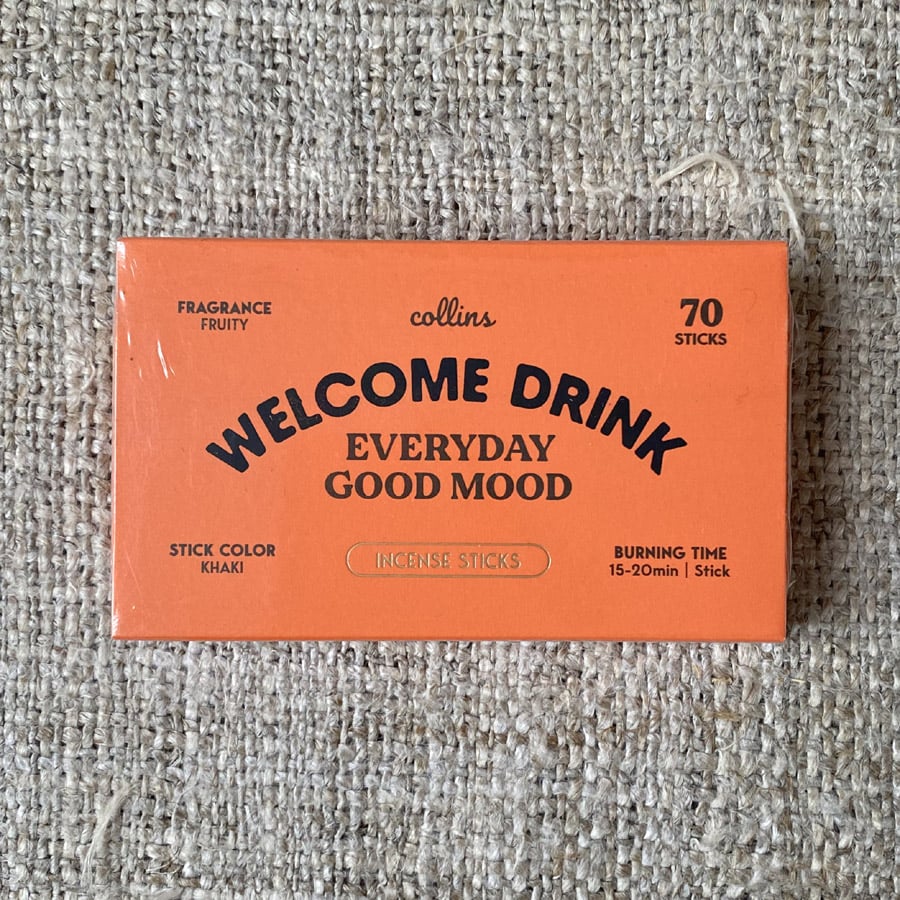 FRAGRANCE
FRUITY
collins
70
STICKS
WELCOME DRINK
EVERYDAY
GOOD MOOD
STICK COLOR
KHAKI
INCENSE STICKS
BURNING TIME
15-20min | Stick